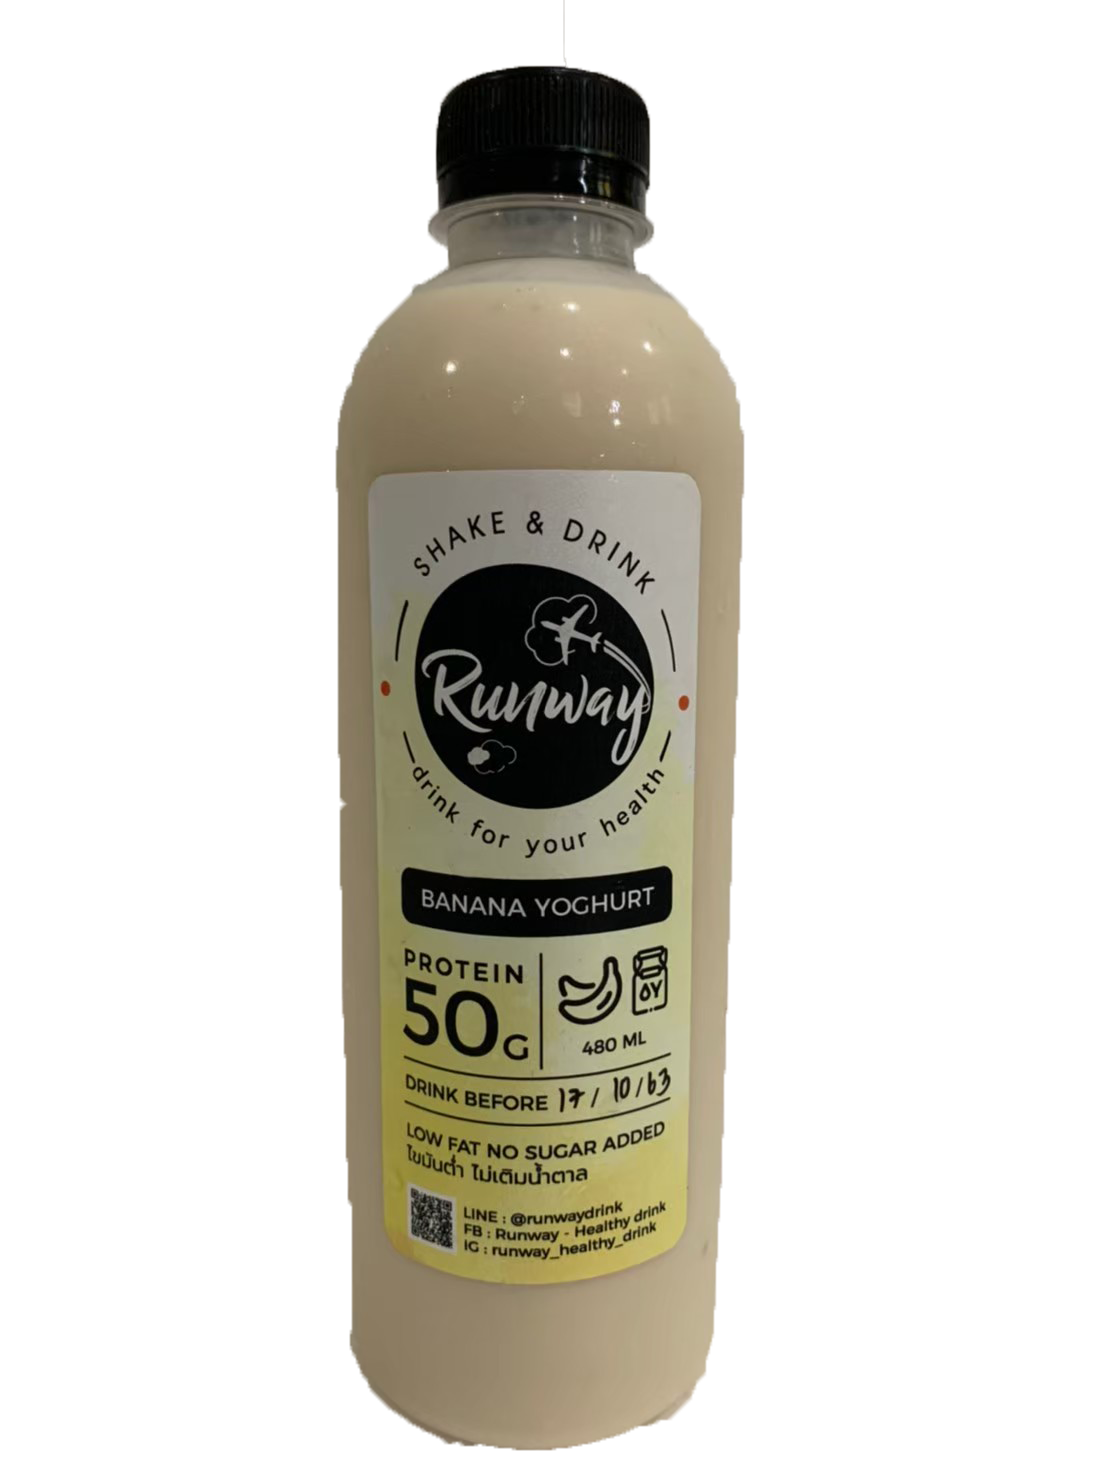 SHAKE & DRINK
Runway
drink for your health
BANANA YOGHURT
PROTEIN
50G
OY
480 ML
DRINK BEFORE 17/ 10/63
LOW FAT NO SUGAR ADDED
ไขมันต่ำ ไม่เติมน้ำตาล
LINE : @runwaydrink
FB : Runway - Healthy drink
IG : runway_healthy_drink